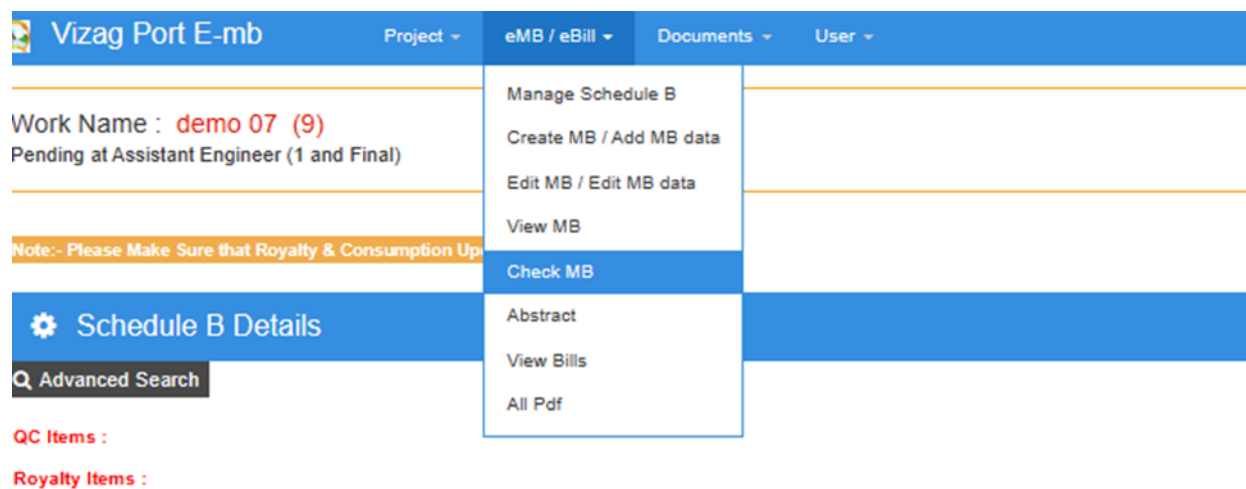 Vizag Port E-mb Project eMB / eBill Documents User
Manage Schedule B
Work Name : demo 07 (9)
Create MB / Add MB data
Pending at Assistant Engineer (1 and Final)
Edit MB / Edit MB data
View MB
Note:- Please Make Sure that Royalty & Consumption
Check MB
Schedule B Details
Abstract
View Bills
Advanced Search
All Pdf
QC Items :
Royalty Items :